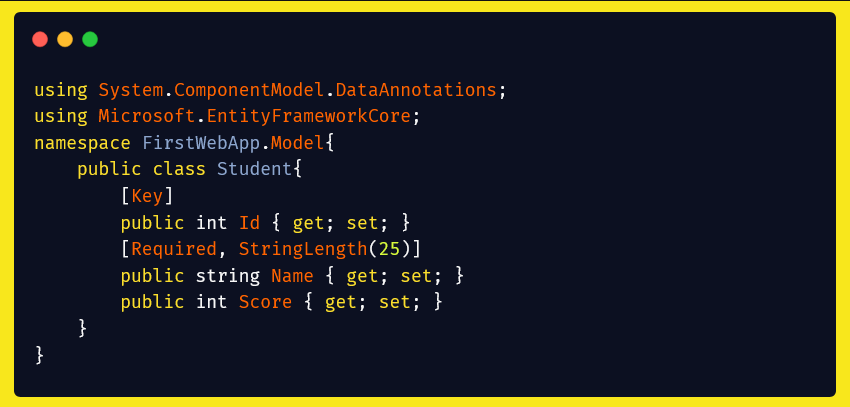 using System.ComponentModel.DataAnnotations;
using Microsoft.EntityFrameworkCore;
namespace FirstWebApp.Model{
    public class Student{
        [Key]
        public int Id { get; set; }
        [Required, StringLength(25)]
        public string Name { get; set; }
        public int Score { get; set; }
    }
}